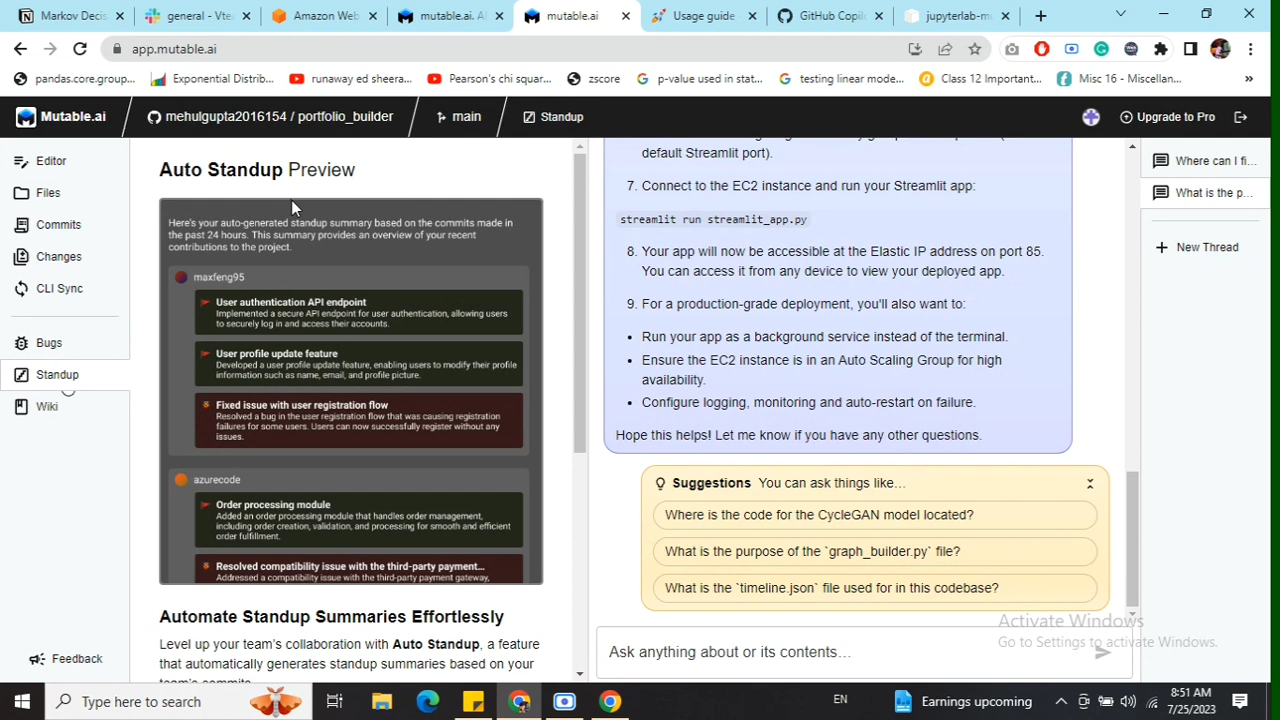 Markov Decis
general - Vte
Amazon Web
mutable.ai. A
mutable.ai
Usage guide
GitHub Copil
jupyterlab-m
app.mutable.ai
pandas.core.group...
Exponential Distrib...
runaway ed sheera...
Pearson's chi squar...
zscore
p-value used in stat...
testing linear mode...
Class 12 Important...
Misc 16 - Miscellan...
»
Mutable.ai
mehulgupta2016154 / portfolio_builder
main
Standup
Upgrade to Pro
Editor
Files
Commits
Changes
CLI Sync
Bugs
Standup
Wiki
Feedback
Auto Standup Preview
Here's your auto-generated standup summary based on the commits made in
the past 24 hours. This summary provides an overview of your recent
contributions to the project.
maxfeng95
User authentication API endpoint
Implemented a secure API endpoint for user authentication, allowing users
to securely log in and access their accounts.
User profile update feature
Developed a user profile update feature, enabling users to modify their profile
information such as name, email, and profile picture.
Fixed issue with user registration flow
Resolved a bug in the user registration flow that was causing registration
failures for some users. Users can now successfully register without any
issues.
azurecode
Order processing module
Added an order processing module that handles order management,
including order creation, validation, and processing for smooth and efficient
order fulfillment.
Resolved compatibility issue with the third-party payment...
Addressed a compatibility issue with the third-party payment gateway,
Automate Standup Summaries Effortlessly
Level up your team's collaboration with Auto Standup, a feature
that automatically generates standup summaries based on your
team's commits.
default Streamlit port).
7. Connect to the EC2 instance and run your Streamlit app:
streamlit run streamlit_app.py
8. Your app will now be accessible at the Elastic IP address on port 85.
You can access it from any device to view your deployed app.
9. For a production-grade deployment, you'll also want to:
• Run your app as a background service instead of the terminal.
• Ensure the EC2 instance is in an Auto Scaling Group for high
availability.
• Configure logging, monitoring and auto-restart on failure.
Hope this helps! Let me know if you have any other questions.
Suggestions You can ask things like...
Where is the code for the CycleGAN model located?
What is the purpose of the `graph_builder.py` file?
What is the `timeline.json` file used for in this codebase?
Ask anything about or its contents...
Where can I fi...
What is the p...
New Thread
Activate Windows
Go to Settings to activate Windows.
Type here to search
EN
Earnings upcoming
8:51 AM
7/25/2023